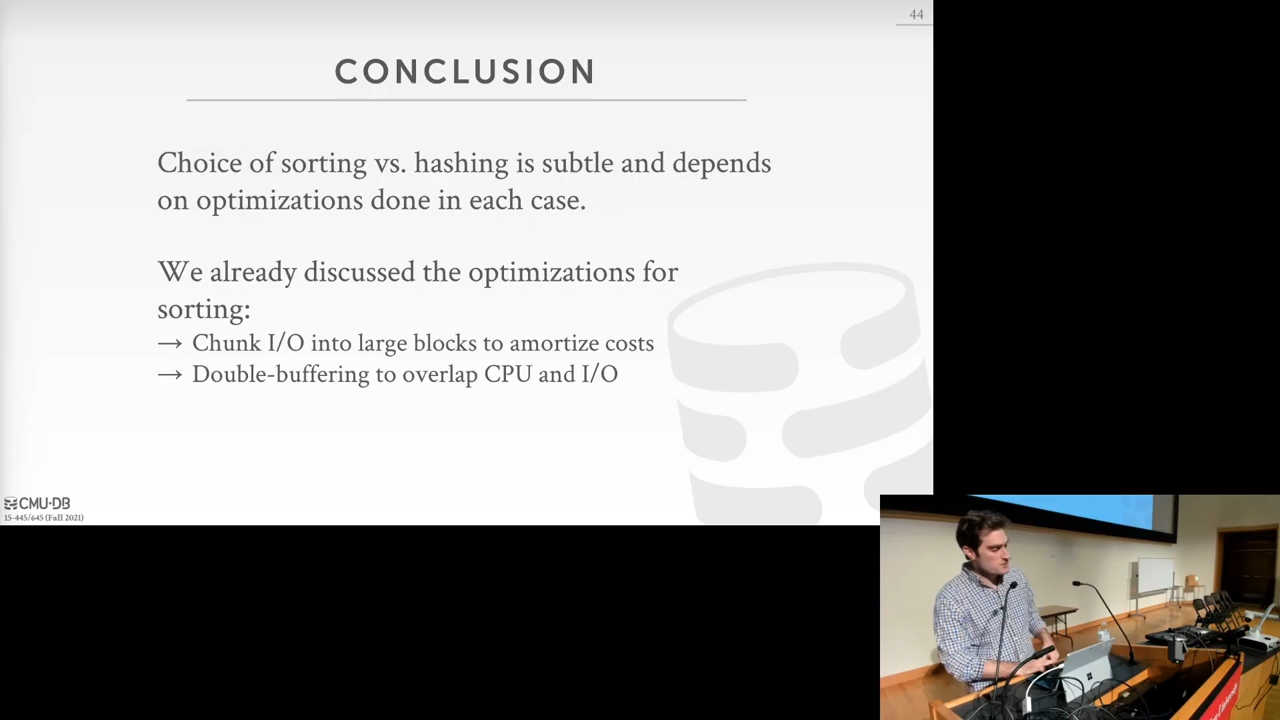 44
CONCLUSION
Choice of sorting vs. hashing is subtle and depends
on optimizations done in each case.
We already discussed the optimizations for
sorting:
→ Chunk I/O into large blocks to amortize costs
→ Double-buffering to overlap CPU and I/O
CMU·DB
15-445/645 (Fall 2021)